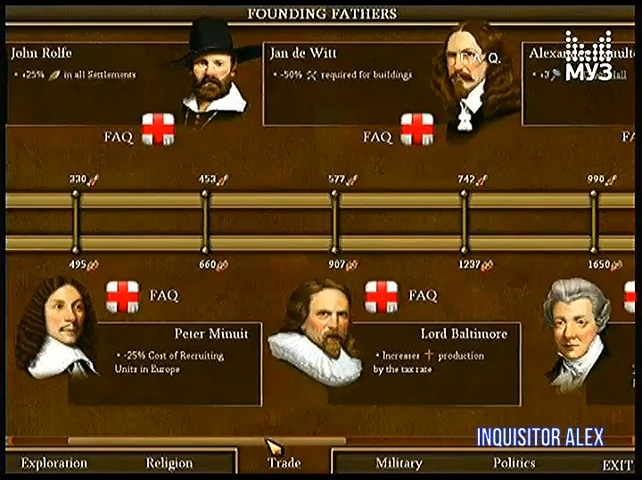 FOUNDING FATHERS
John Rolfe
• +25% in all Settlements
Jan de Witt
• -50% required for buildings
F.A.Q.
МУЗ
FAQ
FAQ
330
453
577
742
990
495
660
907
1237
1650
FAQ
FAQ
Peter Minuit
• -25% Cost of Recruiting
Units in Europe
Lord Baltimore
• Increases production
by the tax rate
INQUISITOR ALEX
Exploration
Religion
Trade
Military
Politics
EXIT